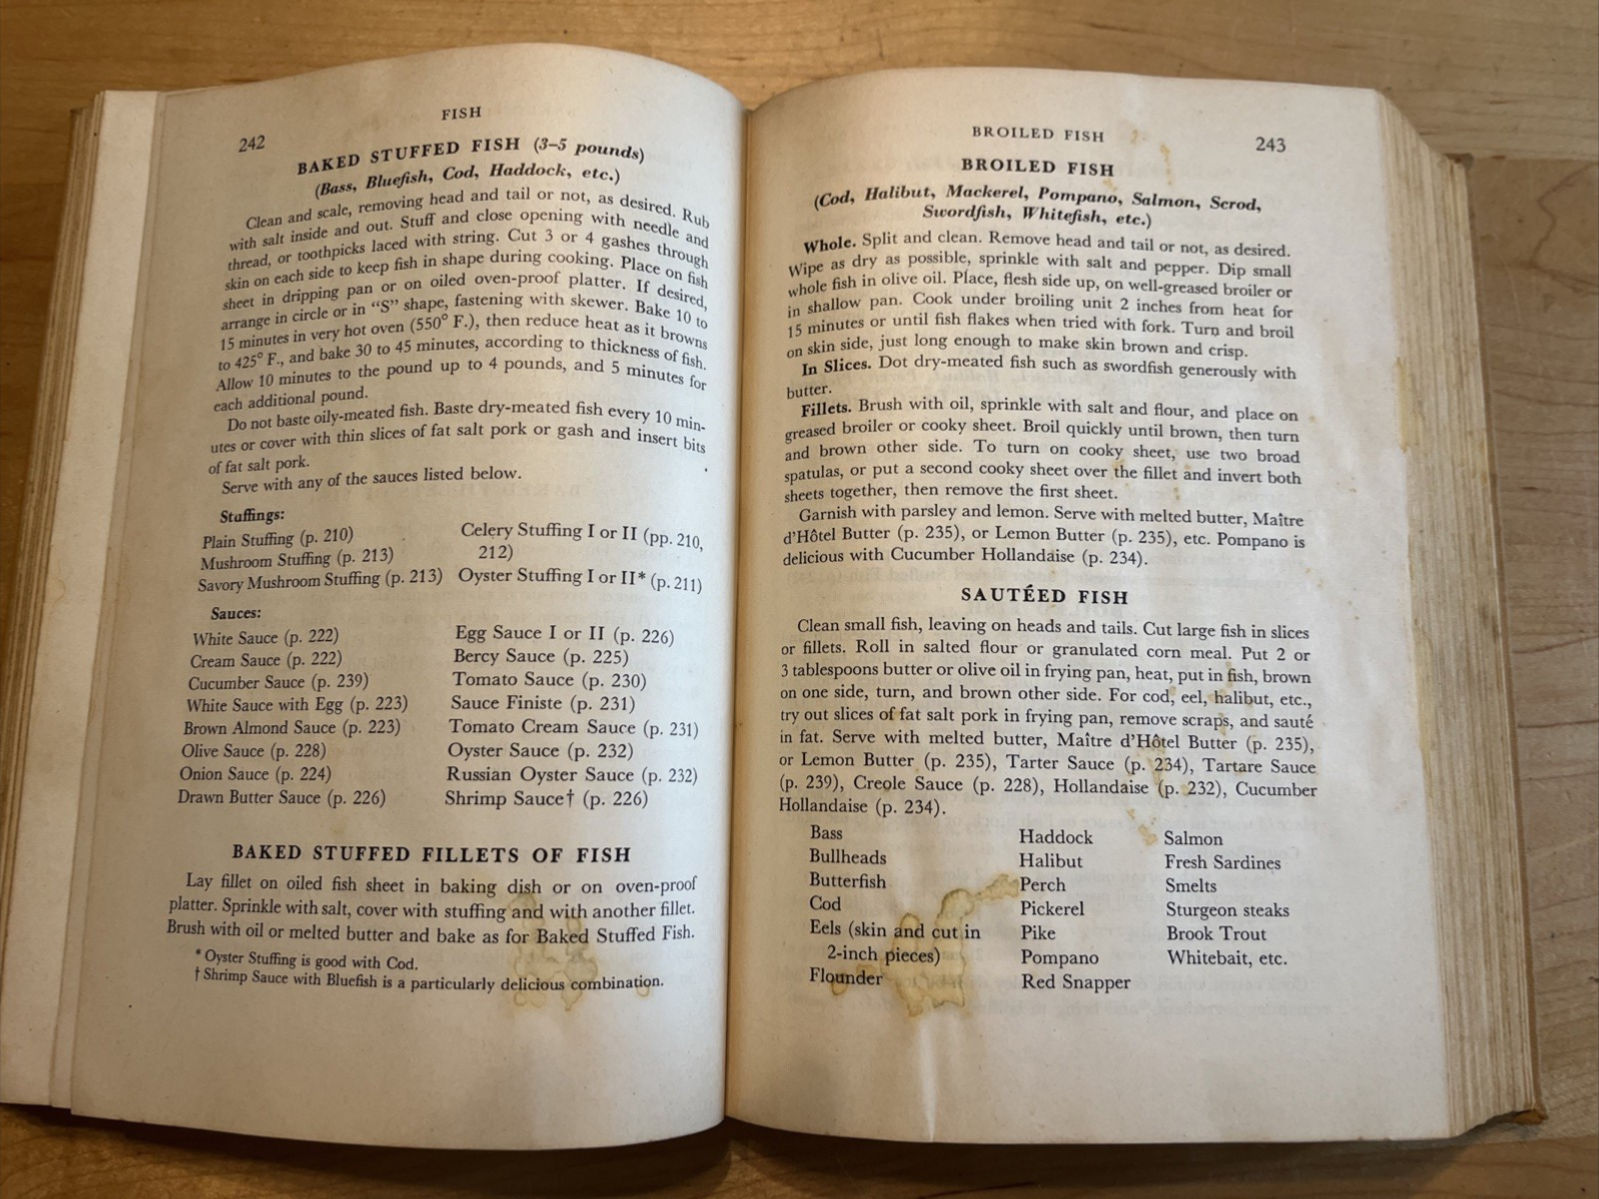 FISH
242
BAKED STUFFED FISH (3–5 pounds)
(Bass, Bluefish, Cod, Haddock, etc.)
Clean and scale, removing head and tail or not, as desired. Rub
with salt inside and out. Stuff and close opening with needle and
thread, or toothpicks laced with string. Cut 3 or 4 gashes through
skin on each side to keep fish in shape during cooking. Place on fish
sheet in dripping pan or on oiled oven-proof platter. If desired,
arrange in circle or in “S” shape, fastening with skewer. Bake 10 to
15 minutes in very hot oven (550° F.), then reduce heat as it browns
to 425° F., and bake 30 to 45 minutes, according to thickness of fish.
Allow 10 minutes to the pound up to 4 pounds, and 5 minutes for
each additional pound.
Do not baste oily-meated fish. Baste dry-meated fish every 10 min-
utes or cover with thin slices of fat salt pork or gash and insert bits
of fat salt pork.
Serve with any of the sauces listed below.
Stuffings:
Plain Stuffing (p. 210)
Mushroom Stuffing (p. 213)
Savory Mushroom Stuffing (p. 213)
Celery Stuffing I or II (pp. 210,
212)
Oyster Stuffing I or II* (p. 211)
Sauces:
White Sauce (p. 222)
Cream Sauce (p. 222)
Cucumber Sauce (p. 239)
White Sauce with Egg (p. 223)
Brown Almond Sauce (p. 223)
Olive Sauce (p. 228)
Onion Sauce (p. 224)
Drawn Butter Sauce (p. 226)
Egg Sauce I or II (p. 226)
Bercy Sauce (p. 225)
Tomato Sauce (p. 230)
Sauce Finiste (p. 231)
Tomato Cream Sauce (p. 231)
Oyster Sauce (p. 232)
Russian Oyster Sauce (p. 232)
Shrimp Sauce† (p. 226)
BAKED STUFFED FILLETS OF FISH
Lay fillet on oiled fish sheet in baking dish or on oven-proof
platter. Sprinkle with salt, cover with stuffing and with another fillet.
Brush with oil or melted butter and bake as for Baked Stuffed Fish.
* Oyster Stuffing is good with Cod.
† Shrimp Sauce with Bluefish is a particularly delicious combination.
BROILED FISH
243
BROILED FISH
(Cod, Halibut, Mackerel, Pompano, Salmon, Scrod,
Swordfish, Whitefish, etc.)
Whole. Split and clean. Remove head and tail or not, as desired.
Wipe as dry as possible, sprinkle with salt and pepper. Dip small
whole fish in olive oil. Place, flesh side up, on well-greased broiler or
in shallow pan. Cook under broiling unit 2 inches from heat for
15 minutes or until fish flakes when tried with fork. Turn and broil
on skin side, just long enough to make skin brown and crisp.
In Slices. Dot dry-meated fish such as swordfish generously with
butter.
Fillets. Brush with oil, sprinkle with salt and flour, and place on
greased broiler or cooky sheet. Broil quickly until brown, then turn
and brown other side. To turn on cooky sheet, use two broad
spatulas, or put a second cooky sheet over the fillet and invert both
sheets together, then remove the first sheet.
Garnish with parsley and lemon. Serve with melted butter, Maître
d’Hôtel Butter (p. 235), or Lemon Butter (p. 235), etc. Pompano is
delicious with Cucumber Hollandaise (p. 234).
SAUTÉED FISH
Clean small fish, leaving on heads and tails. Cut large fish in slices
or fillets. Roll in salted flour or granulated corn meal. Put 2 or
3 tablespoons butter or olive oil in frying pan, heat, put in fish, brown
on one side, turn, and brown other side. For cod, eel, halibut, etc.,
try out slices of fat salt pork in frying pan, remove scraps, and sauté
in fat. Serve with melted butter, Maître d’Hôtel Butter (p. 235),
or Lemon Butter (p. 235), Tarter Sauce (p. 234), Tartare Sauce
(p. 239), Creole Sauce (p. 228), Hollandaise (p. 232), Cucumber
Hollandaise (p. 234).
Bass
Bullheads
Butterfish
Cod
Eels (skin and cut in
2-inch pieces)
Flounder
Haddock
Halibut
Perch
Pickerel
Pike
Pompano
Red Snapper
Salmon
Fresh Sardines
Smelts
Sturgeon steaks
Brook Trout
Whitebait, etc.